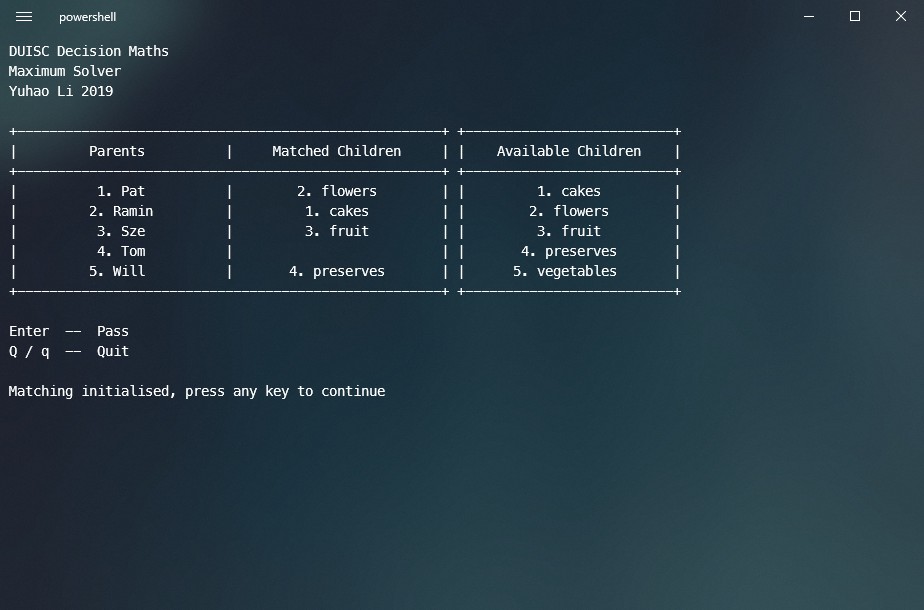 powershell
DUISC Decision Maths
Maximum Solver
Yuhao Li 2019
+—————————————————————————————————————————————————————+ +——————————————————————————+
|         Parents          |     Matched Children     | |    Available Children    |
+—————————————————————————————————————————————————————+ +——————————————————————————+
|          1. Pat          |        2. flowers        | |         1. cakes         |
|         2. Ramin         |         1. cakes         | |        2. flowers        |
|          3. Sze          |         3. fruit         | |         3. fruit         |
|          4. Tom          |                          | |       4. preserves       |
|         5. Will          |       4. preserves       | |      5. vegetables       |
+—————————————————————————————————————————————————————+ +——————————————————————————+
Enter  ——  Pass
Q / q  ——  Quit
Matching initialised, press any key to continue